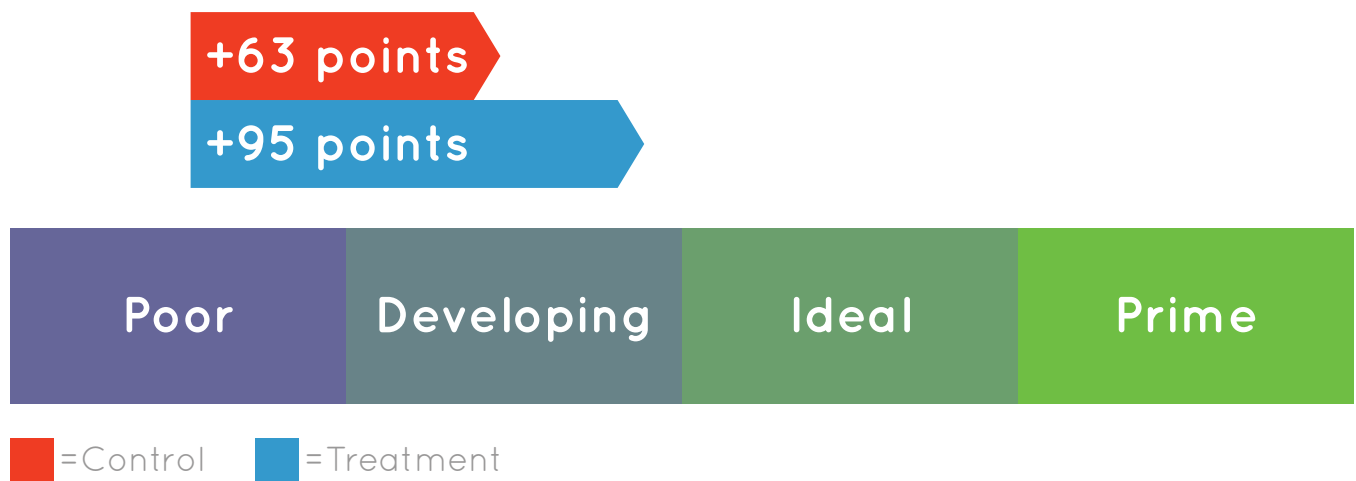 +63 points
+95 points
Poor Developing Ideal Prime
=Control =Treatment